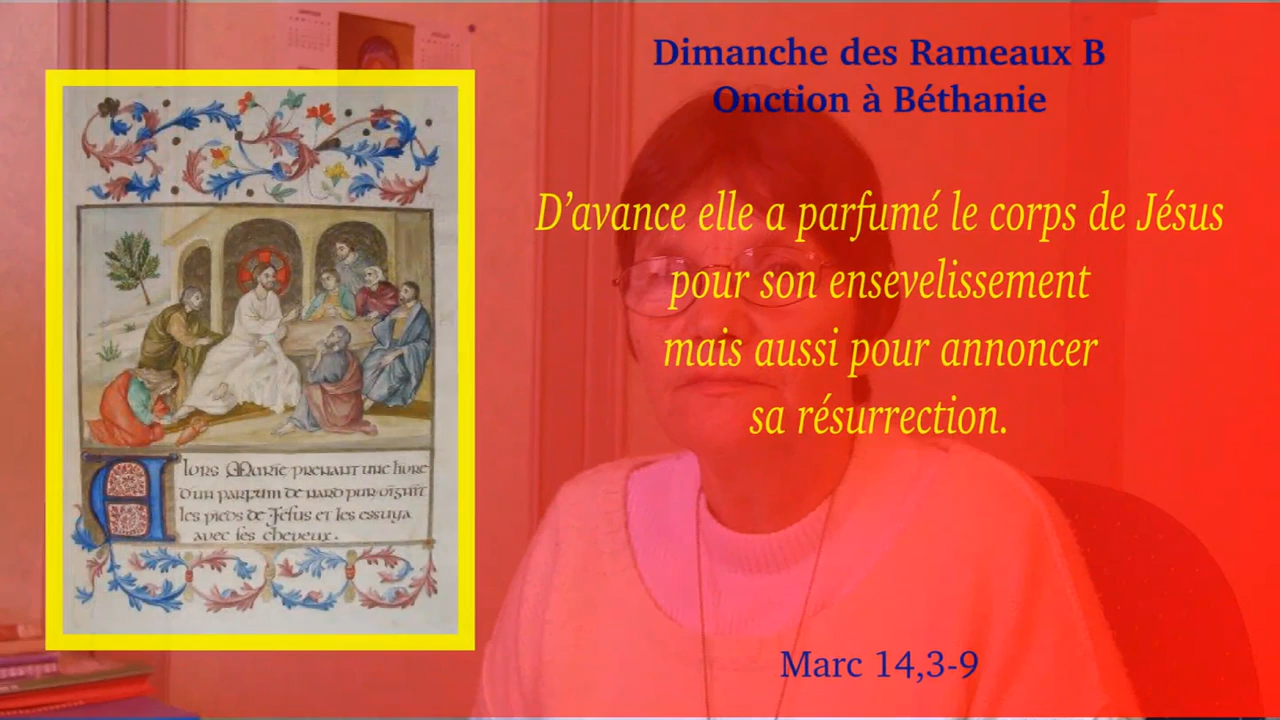 Dimanche des Rameaux B
Onction à Béthanie
D'avance elle a parfumé le corps de Jésus
pour son ensevelissement
mais aussi pour annoncer
sa résurrection.
Alors Marie prenant une livre
d'un parfum de nard pur oignit
les pieds de Jesus et les essuya
avec ses cheveux.
Marc 14,3-9